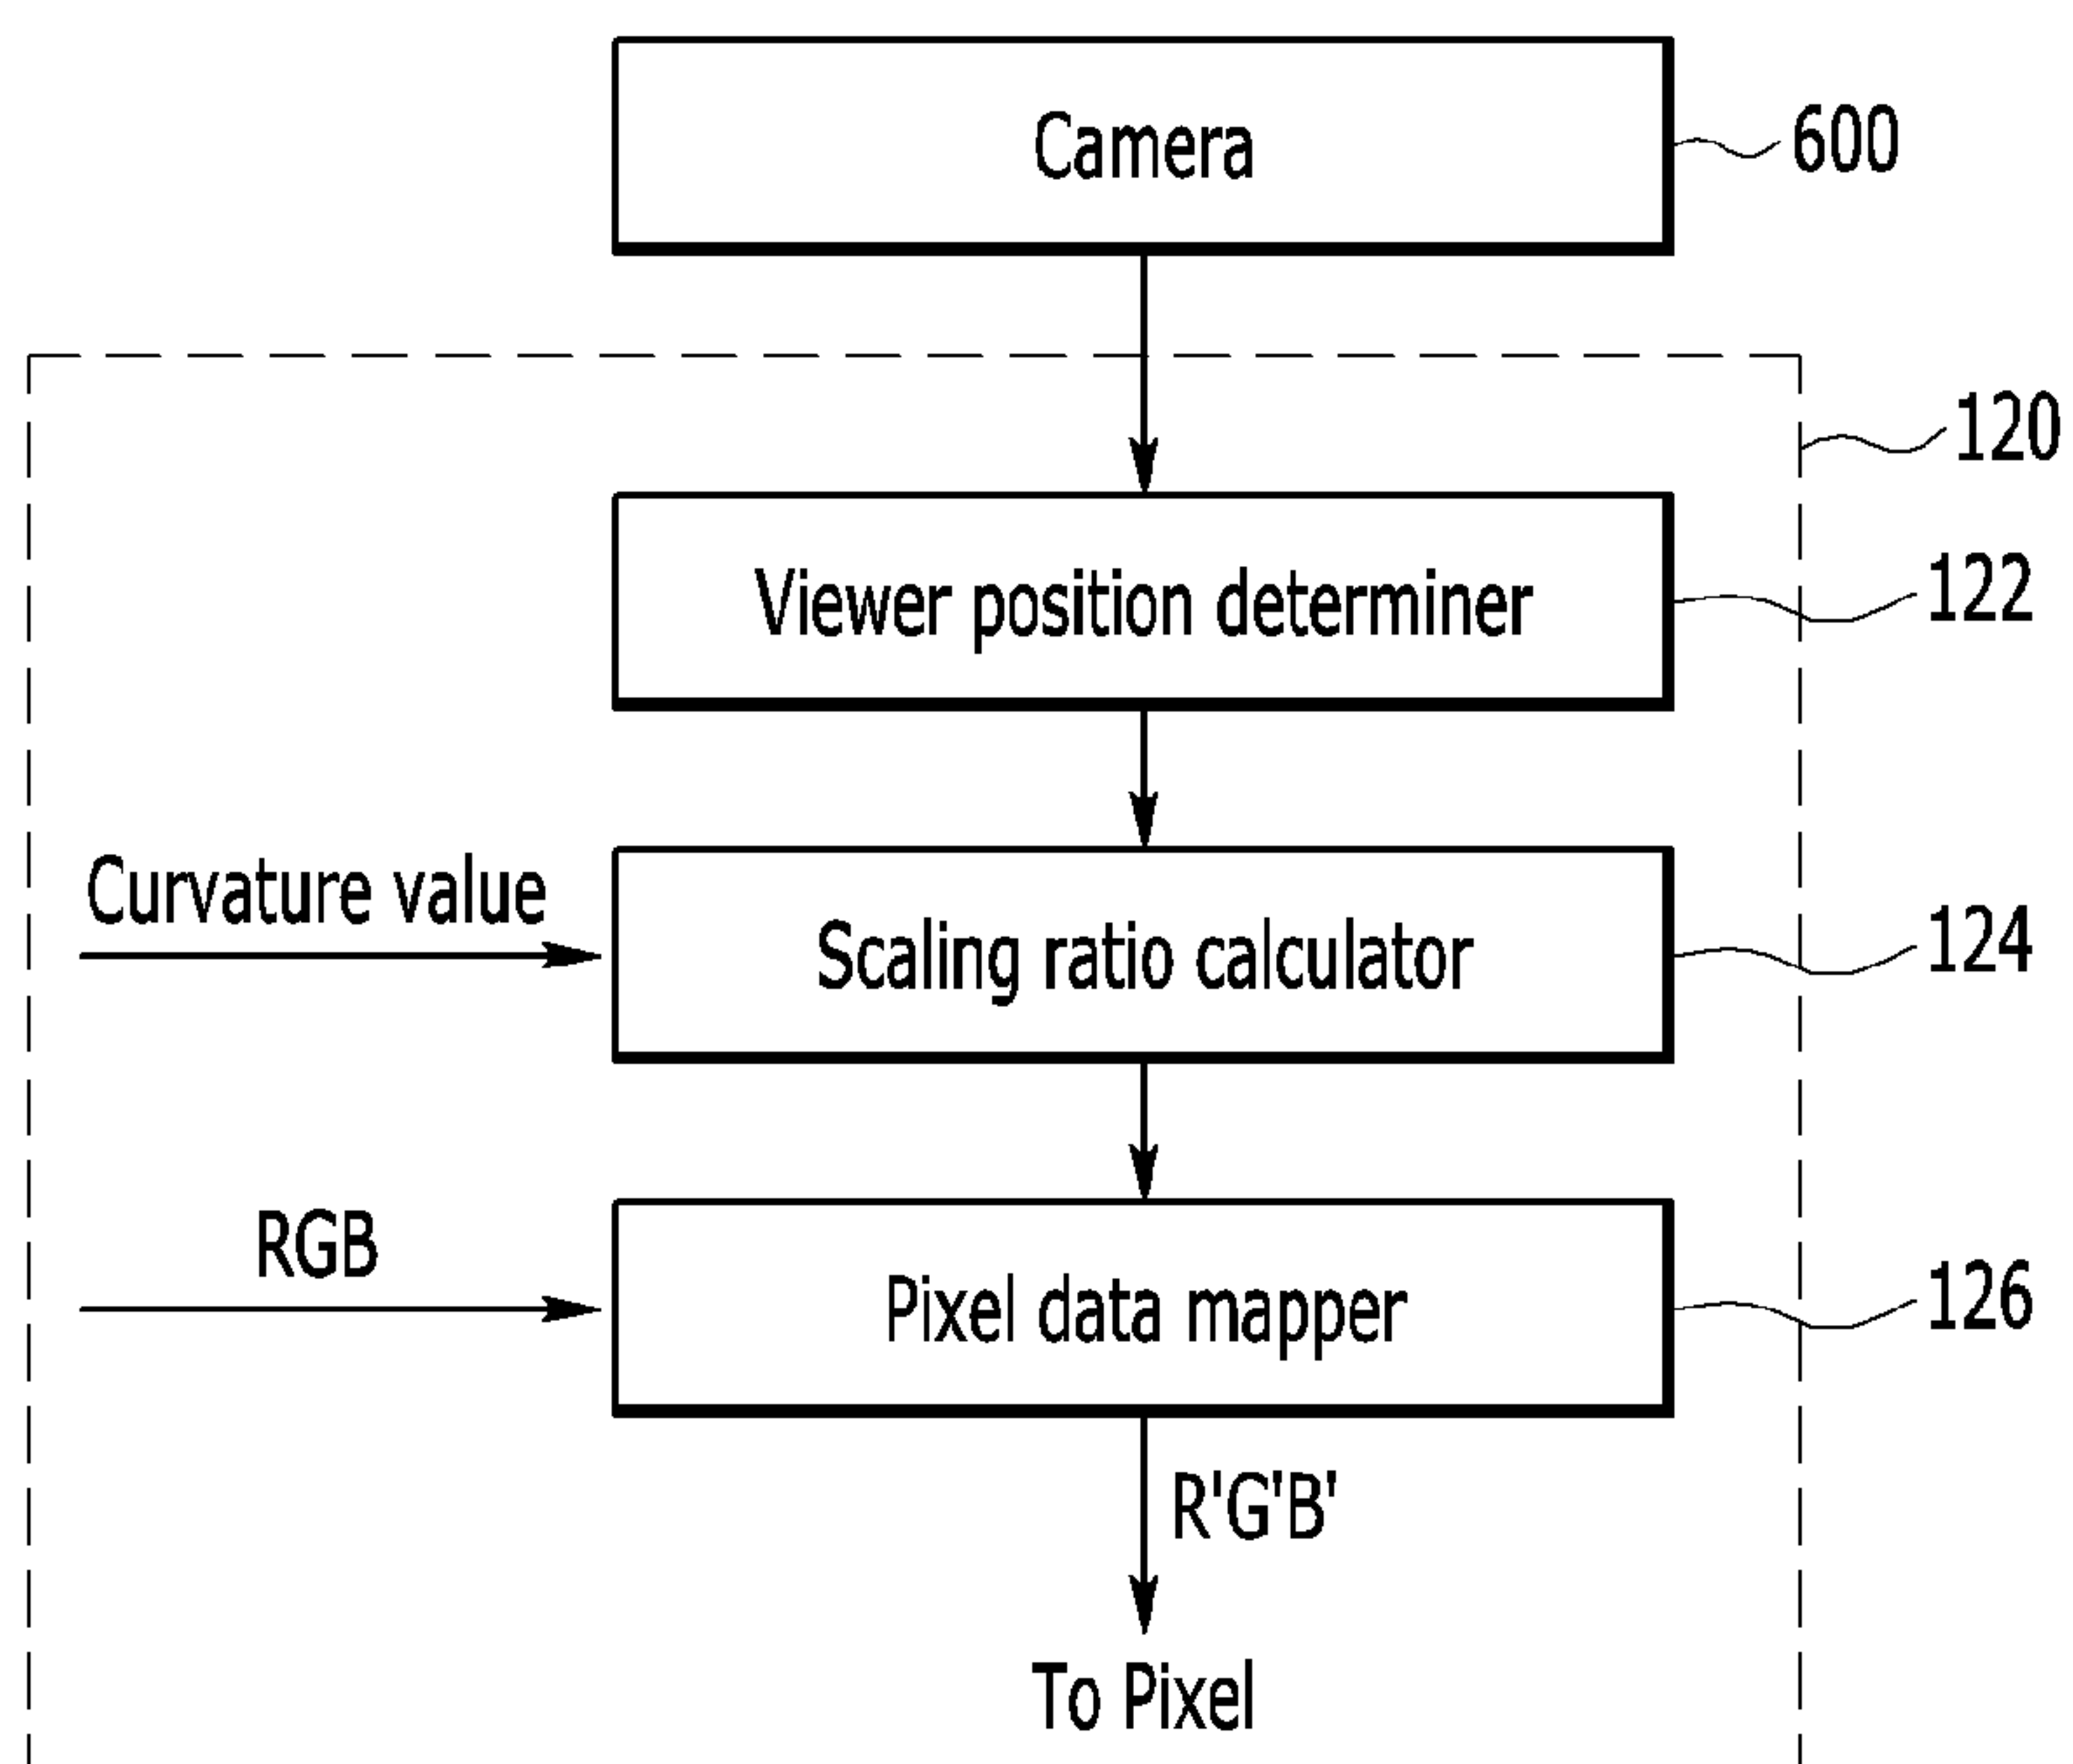 Camera
600
120
Viewer position determiner
122
Curvature value
Scaling ratio calculator
124
RGB
Pixel data mapper
126
R'G'B'
To Pixel